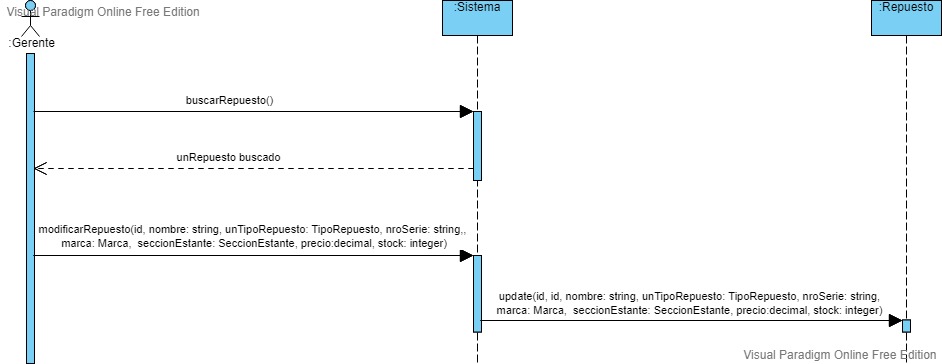 Visual Paradigm Online Free Edition
:Gerente
:Sistema
:Repuesto
buscarRepuesto()
unRepuesto buscado
modificarRepuesto(id, nombre: string, unTipoRepuesto: TipoRepuesto, nroSerie: string,,
marca: Marca, seccionEstante: SeccionEstante, precio:decimal, stock: integer)
update(id, id, nombre: string, unTipoRepuesto: TipoRepuesto, nroSerie: string,
marca: Marca, seccionEstante: SeccionEstante, precio:decimal, stock: integer)
Visual Paradigm Online Free Edition